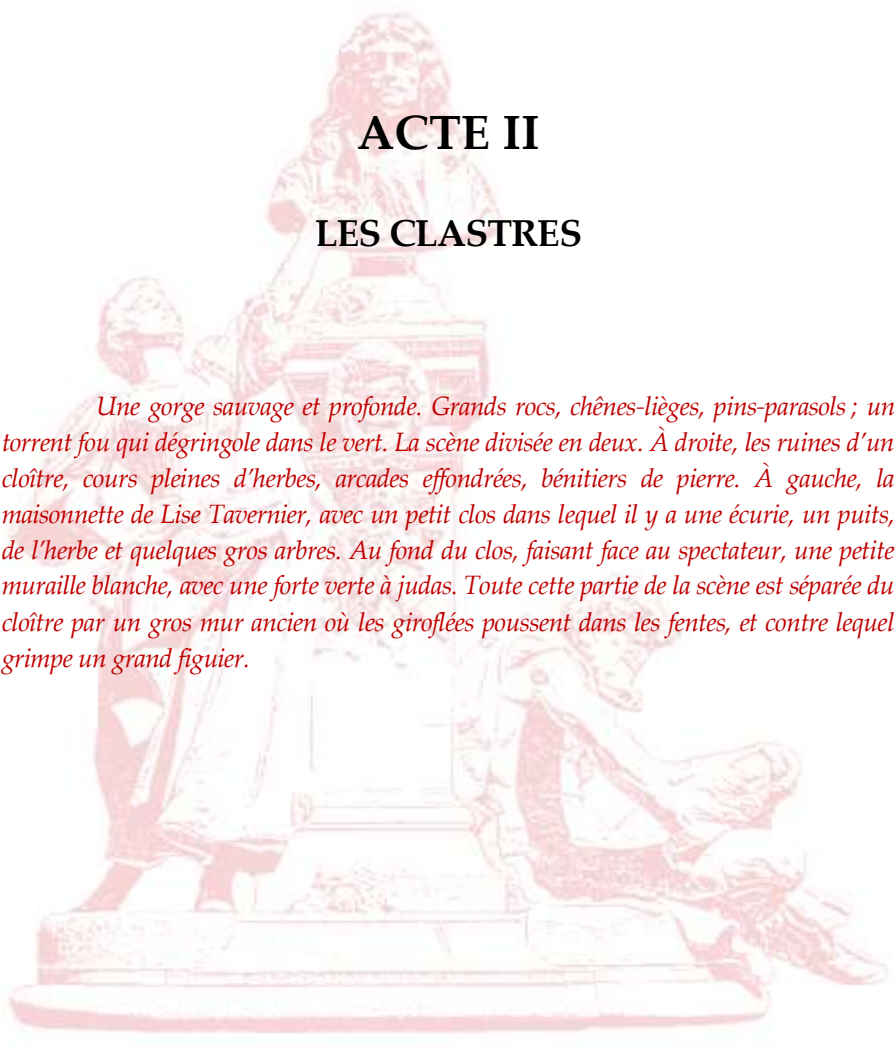 ACTE II
LES CLASTRES
Une gorge sauvage et profonde. Grands rocs, chênes-lièges, pins-parasols ; un
torrent fou qui dégringole dans le vert. La scène divisée en deux. À droite, les ruines d’un
cloître, cours pleines d’herbes, arcades effondrées, bénitiers de pierre. À gauche, la
maisonnette de Lise Tavernier, avec un petit clos dans lequel il y a une écurie, un puits,
de l’herbe et quelques gros arbres. Au fond du clos, faisant face au spectateur, une petite
muraille blanche, avec une forte verte à judas. Toute cette partie de la scène est séparée du
cloître par un gros mur ancien où les giroflées poussent dans les fentes, et contre lequel
grimpe un grand figuier.